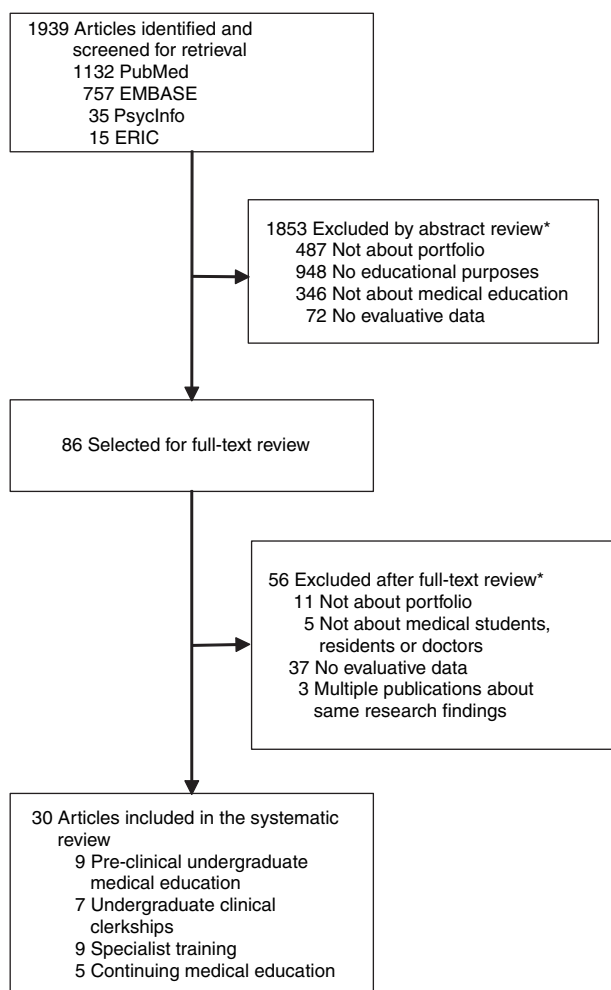 1939 Articles identified and
screened for retrieval
1132 PubMed
757 EMBASE
35 PsycInfo
15 ERIC
1853 Excluded by abstract review*
487 Not about portfolio
948 No educational purposes
346 Not about medical education
72 No evaluative data
86 Selected for full-text review
56 Excluded after full-text review*
11 Not about portfolio
5 Not about medical students,
residents or doctors
37 No evaluative data
3 Multiple publications about
same research findings
30 Articles included in the systematic
review
9 Pre-clinical undergraduate
medical education
7 Undergraduate clinical
clerkships
9 Specialist training
5 Continuing medical education